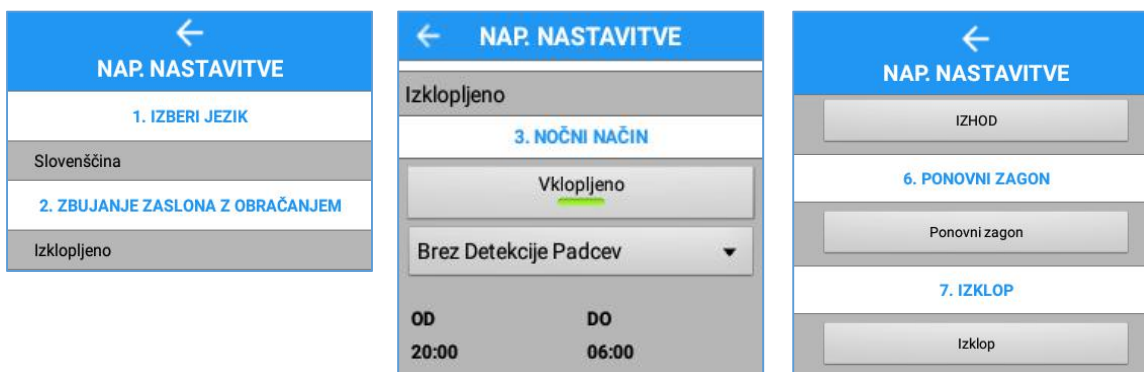 NAP. NASTAVITVE
1. IZBERI JEZIK
Slovenščina
2. ZBUJANJE ZASLONA Z OBRAČANJEM
Izklopljeno
NAP. NASTAVITVE
Izklopljeno
3. NOČNI NAČIN
Vklopljeno
Brez Detekcije Padcev
OD DO
20:00 06:00
NAP. NASTAVITVE
IZHOD
6. PONOVNI ZAGON
Ponovni zagon
7. IZKLOP
Izklop